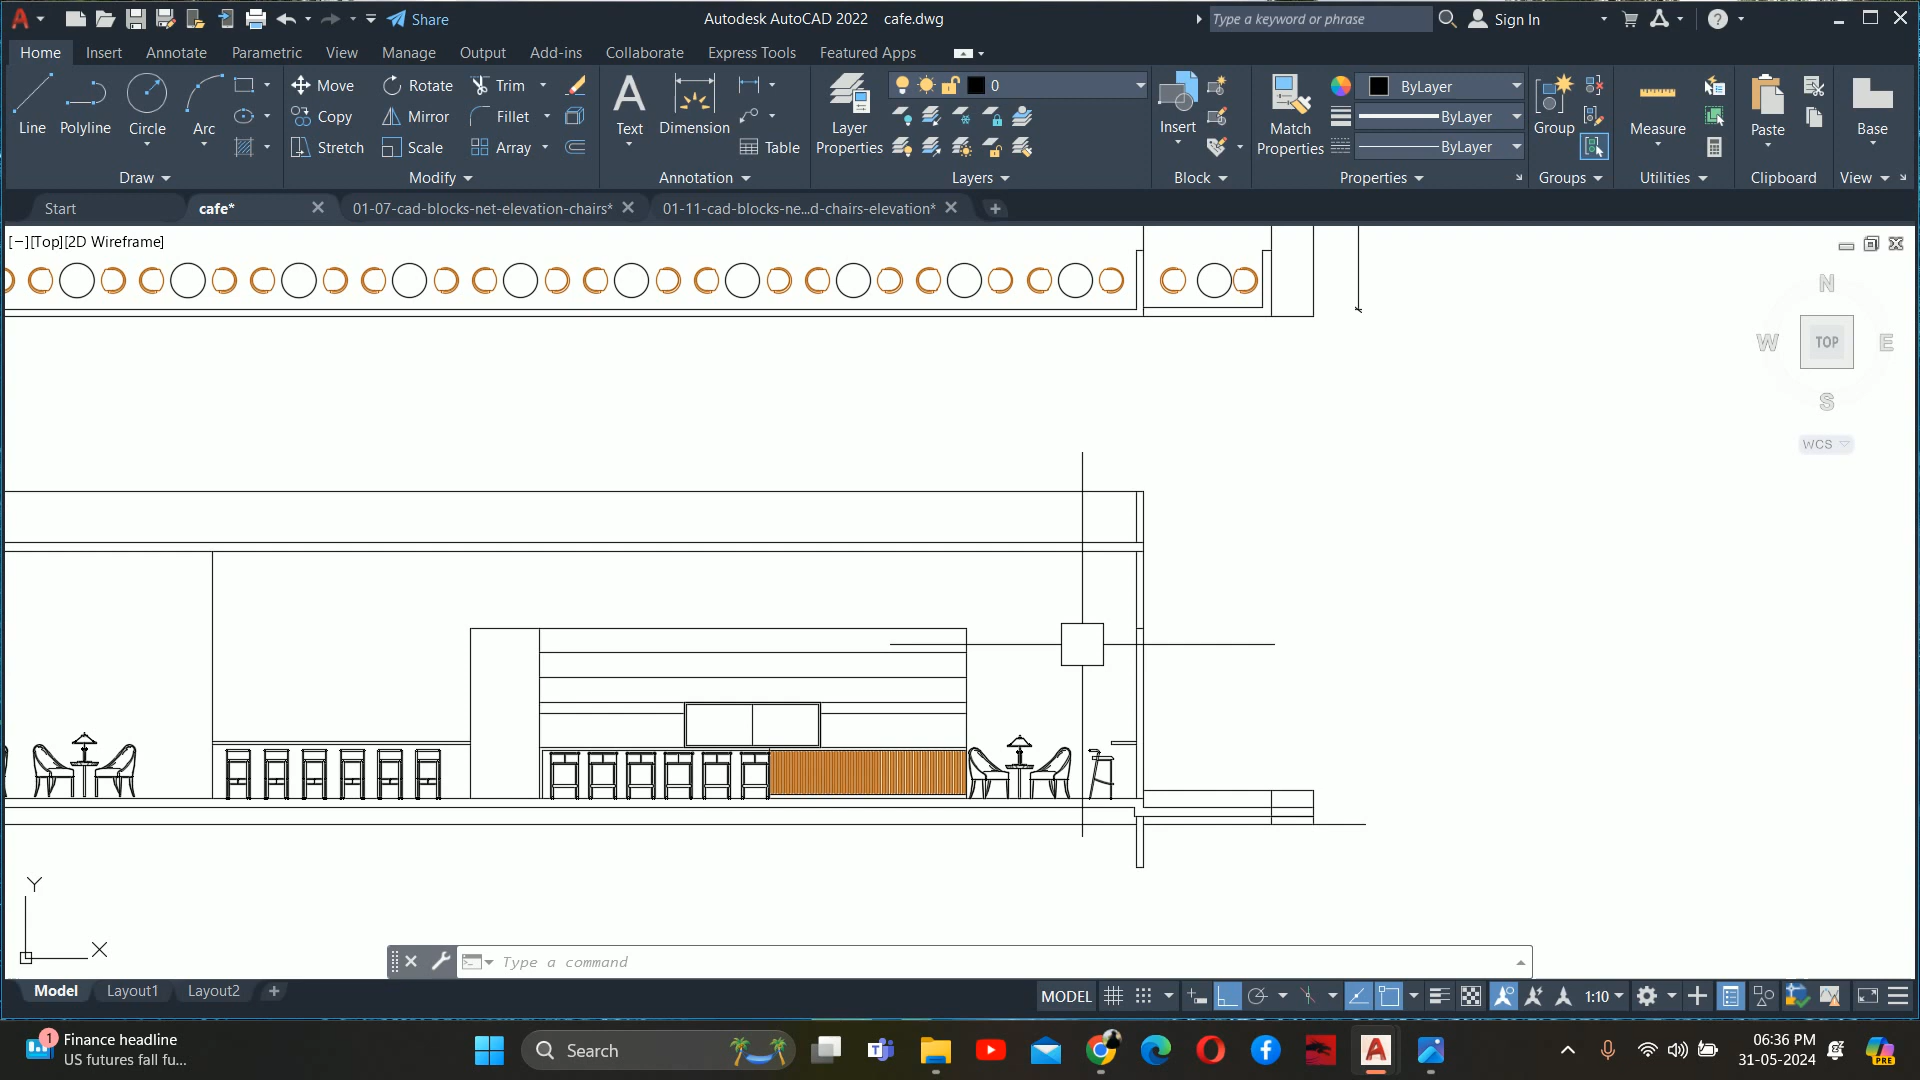 Share
Autodesk AutoCAD 2022 cafe.dwg
Type a keyword or phrase
Sign In
Home Insert Annotate Parametric View Manage Output Add-ins Collaborate Express Tools Featured Apps
Line Polyline Circle Arc
Draw
Move Rotate Trim
Copy Mirror Fillet
Stretch Scale Array
Modify
Text Dimension Table
Annotation
Layer Properties
0
Layers
Insert
Block
Match Properties
ByLayer
ByLayer
ByLayer
Properties
Group
Groups
Measure
Utilities
Paste
Clipboard
Base
View
Start cafe* 01-07-cad-blocks-net-elevation-chairs* 01-11-cad-blocks-ne...d-chairs-elevation*
[−][Top][2D Wireframe]
N
W TOP E
S
WCS
Y
X
Type a command
Model Layout1 Layout2
MODEL 1:10
1
Finance headline
US futures fall fu...
Search
PRE
06:36 PM
31-05-2024